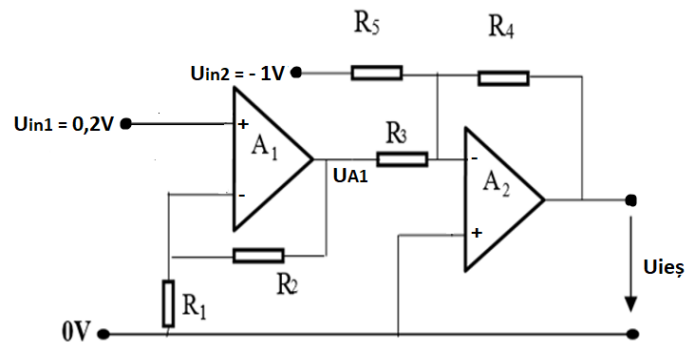 R5
R4
Uin2 = - 1V
Uin1 = 0,2V
+
A1
R3
-
UA1
A2
-
+
R2
Uieș
R1
0V